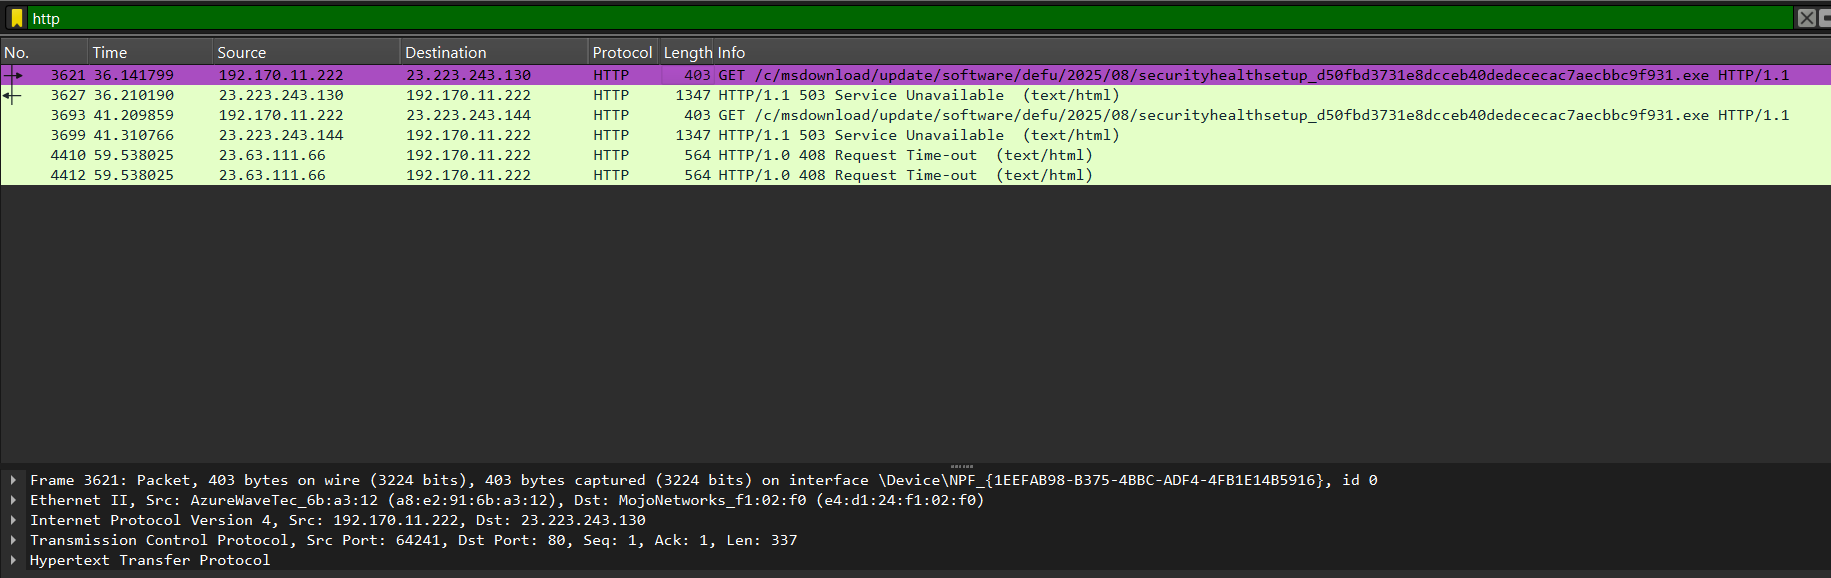 http
No. Time Source Destination Protocol Length Info
3621 36.141799 192.170.11.222 23.223.243.130 HTTP 403 GET /c/msdownload/update/software/defu/2025/08/securityhealthsetup_d50fbd3731e8dcceb40dedececac7aecbbc9f931.exe HTTP/1.1
3627 36.210190 23.223.243.130 192.170.11.222 HTTP 1347 HTTP/1.1 503 Service Unavailable (text/html)
3693 41.209859 192.170.11.222 23.223.243.144 HTTP 403 GET /c/msdownload/update/software/defu/2025/08/securityhealthsetup_d50fbd3731e8dcceb40dedececac7aecbbc9f931.exe HTTP/1.1
3699 41.310766 23.223.243.144 192.170.11.222 HTTP 1347 HTTP/1.1 503 Service Unavailable (text/html)
4410 59.538025 23.63.111.66 192.170.11.222 HTTP 564 HTTP/1.0 408 Request Time-out (text/html)
4412 59.538025 23.63.111.66 192.170.11.222 HTTP 564 HTTP/1.0 408 Request Time-out (text/html)
Frame 3621: Packet, 403 bytes on wire (3224 bits), 403 bytes captured (3224 bits) on interface \Device\NPF_{1EEFAB98-B375-4BBC-ADF4-4FB1E14B5916}, id 0
Ethernet II, Src: AzureWaveTec_6b:a3:12 (a8:e2:91:6b:a3:12), Dst: MojoNetworks_f1:02:f0 (e4:d1:24:f1:02:f0)
Internet Protocol Version 4, Src: 192.170.11.222, Dst: 23.223.243.130
Transmission Control Protocol, Src Port: 64241, Dst Port: 80, Seq: 1, Ack: 1, Len: 337
Hypertext Transfer Protocol